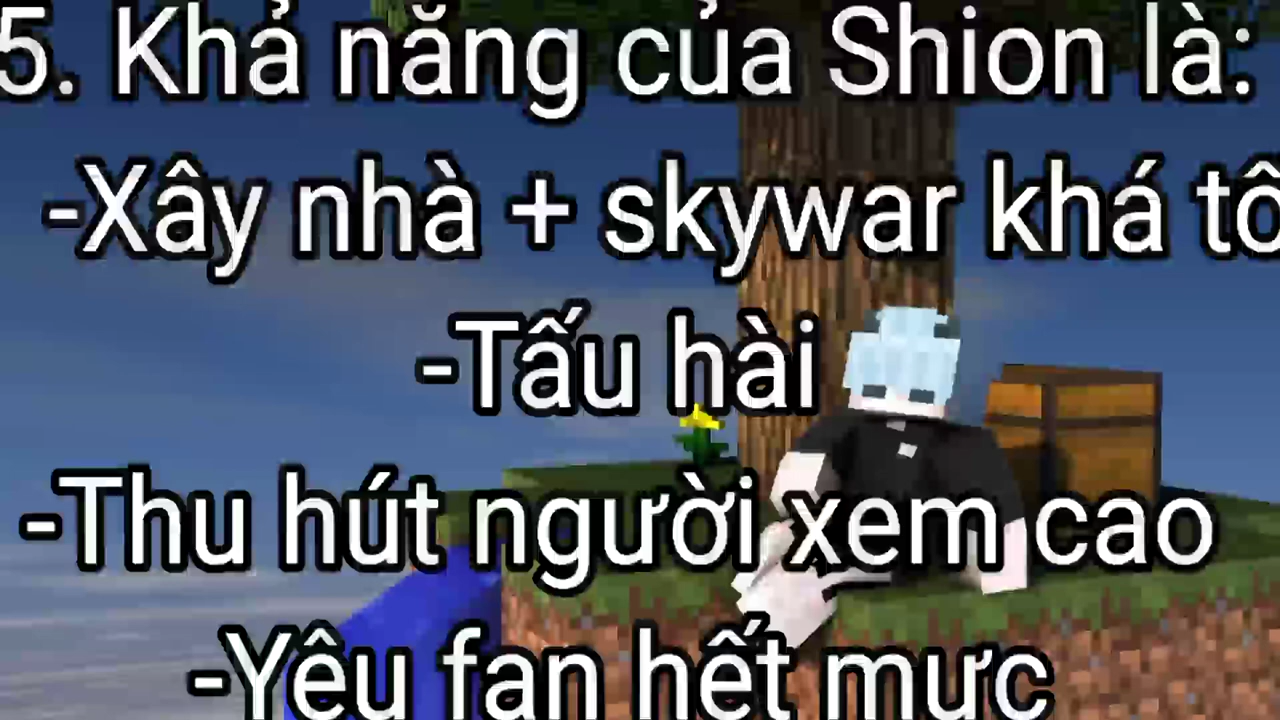 5. Khả năng của Shion là:
-Xây nhà + skywar khá tô
-Tấu hài
-Thu hút người xem cao
-Yêu fan hết mực